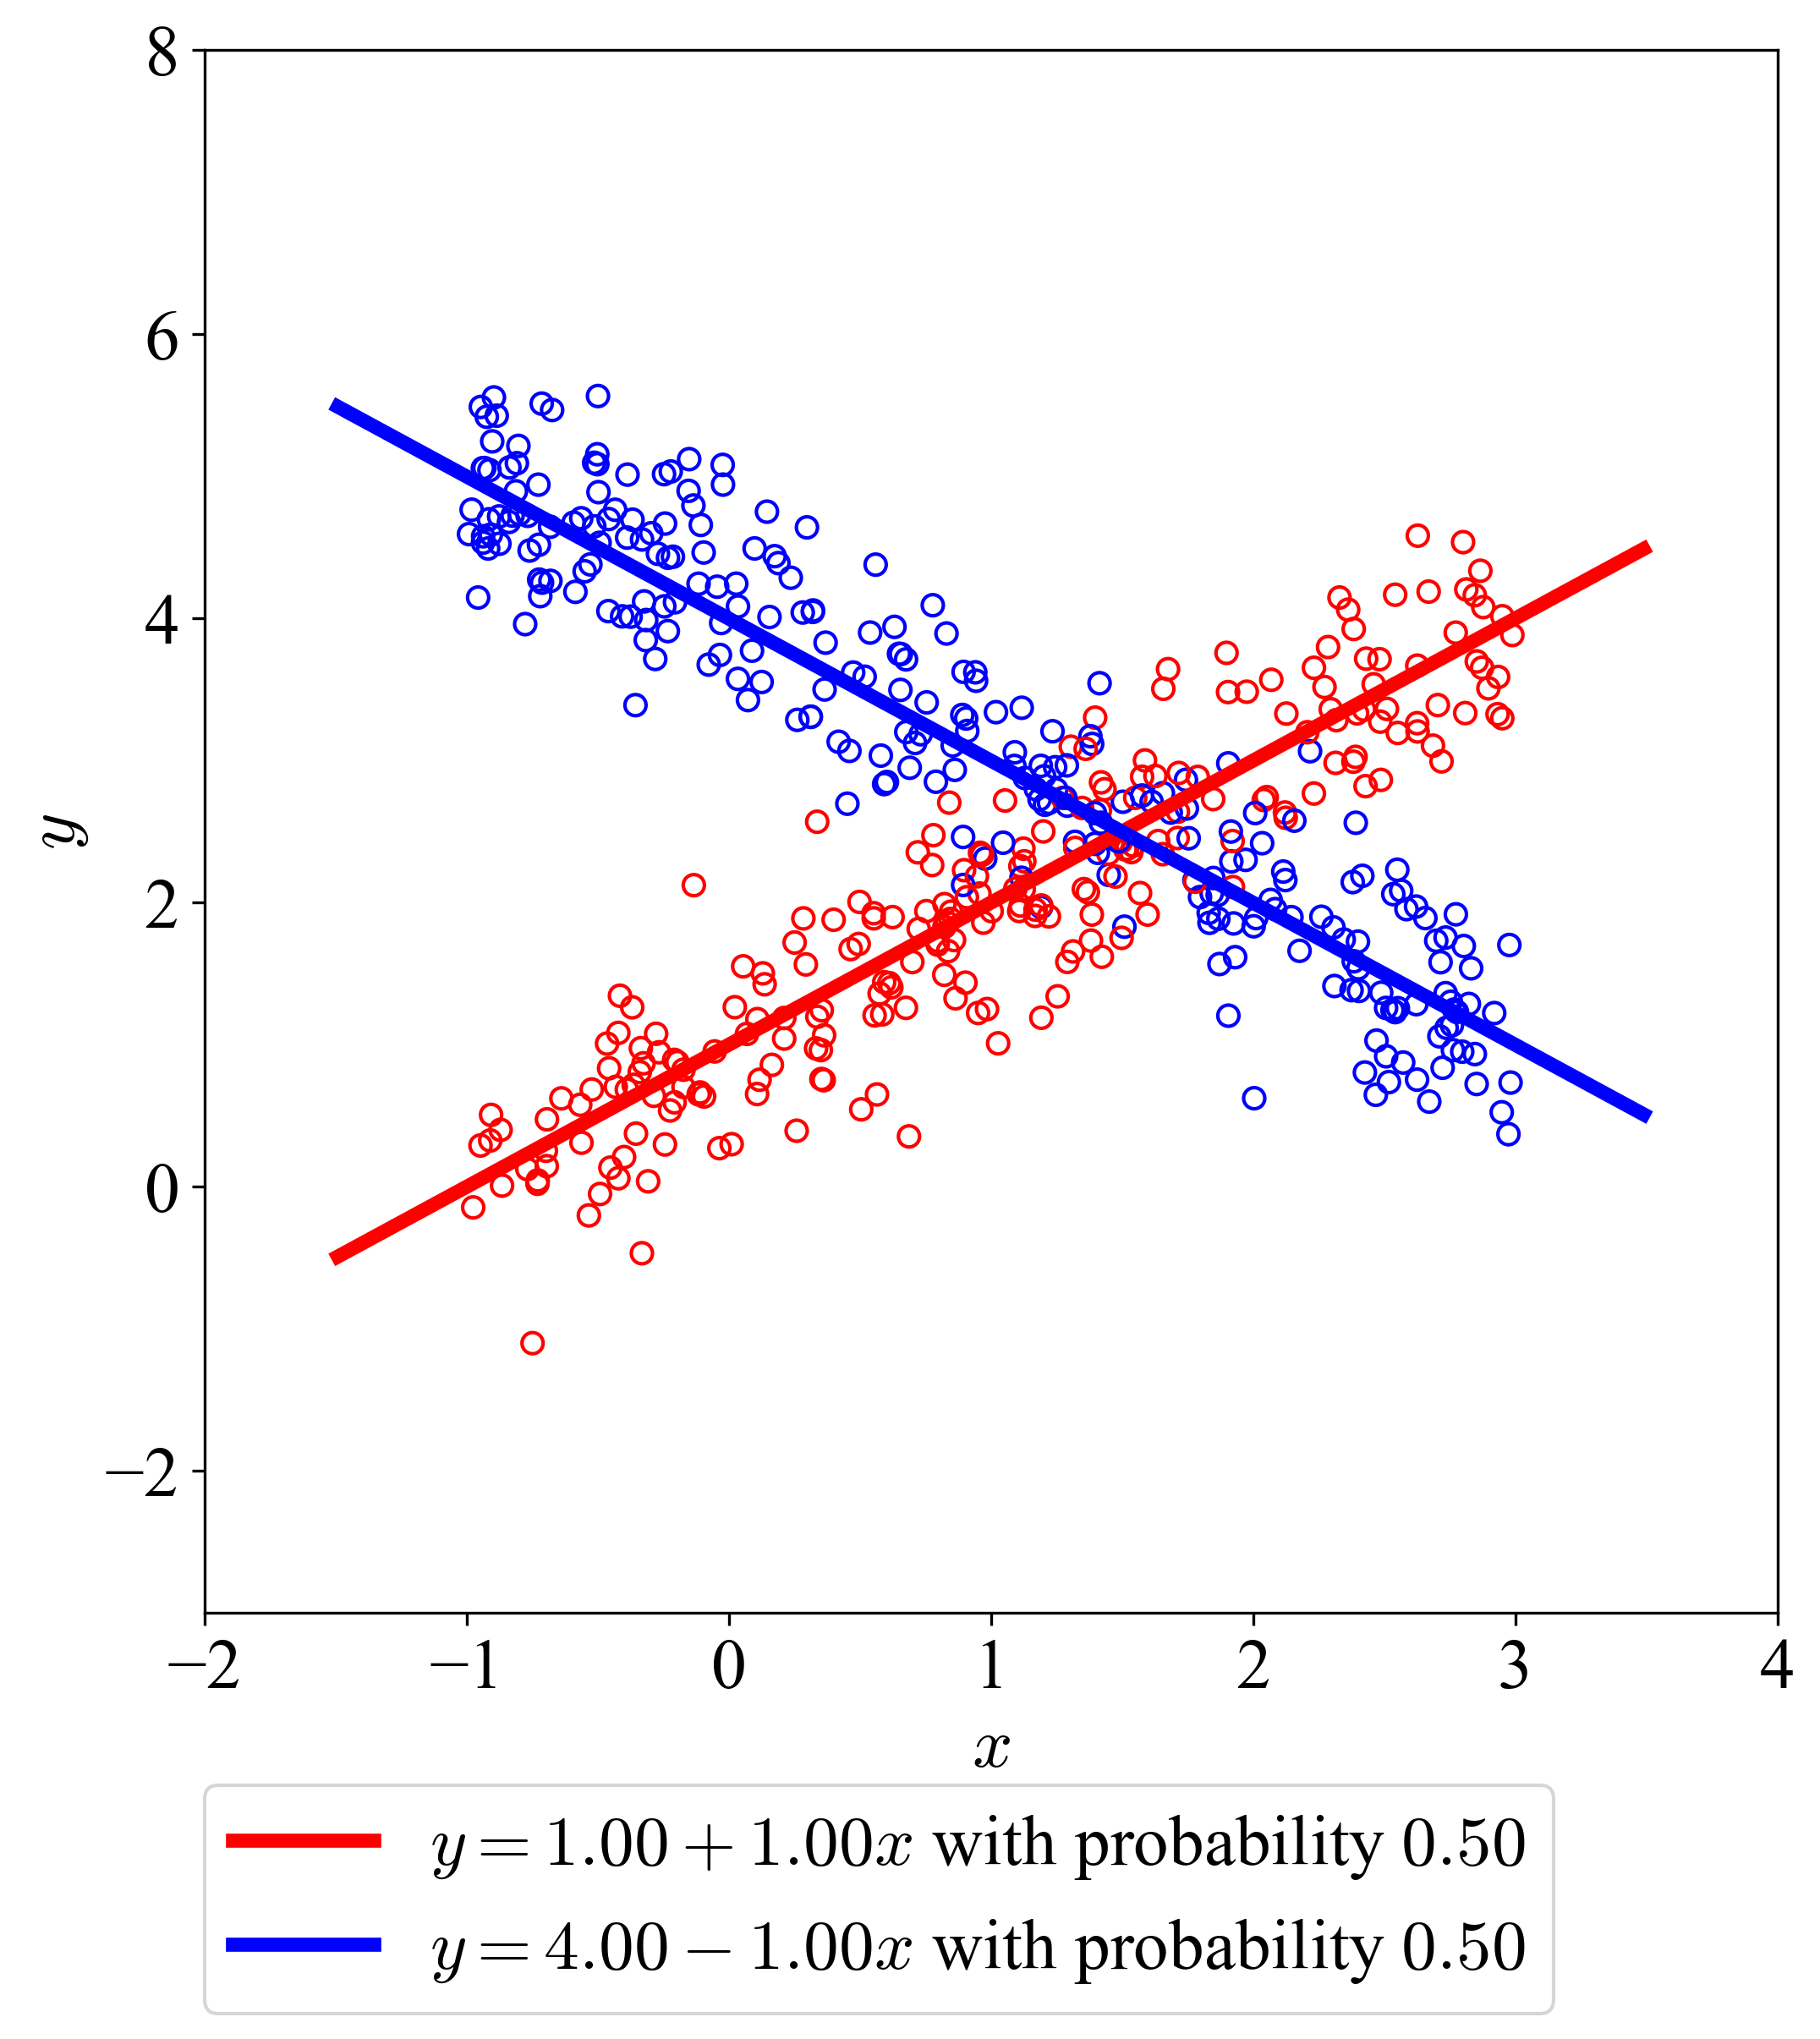 8
6
4
2
0
−2
y
−2 −1 0 1 2 3 4
x
y = 1.00 + 1.00x with probability 0.50
y = 4.00 − 1.00x with probability 0.50